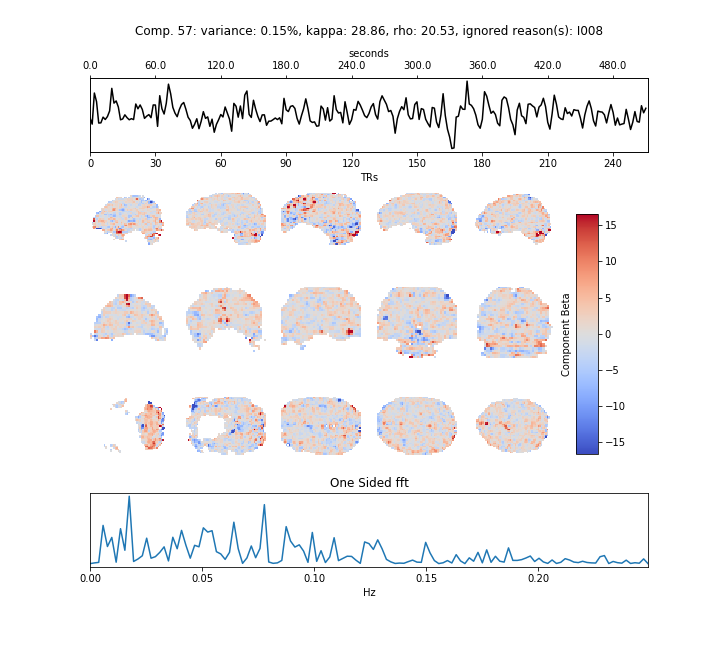 Comp. 57: variance: 0.15%, kappa: 28.86, rho: 20.53, ignored reason(s): I008
seconds
0.0 60.0 120.0 180.0 240.0 300.0 360.0 420.0 480.0
0 30 60 90 120 150 180 210 240
TRs
15
10
5
0
−5
−10
−15
Component Beta
One Sided fft
0.00 0.05 0.10 0.15 0.20
Hz